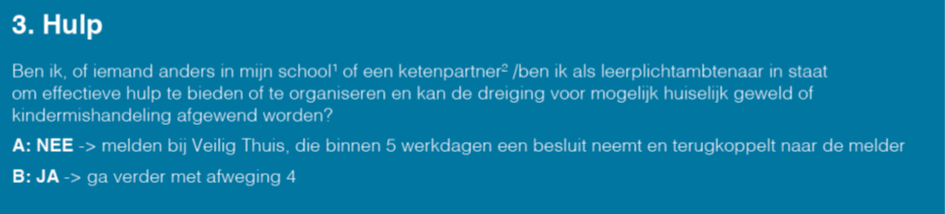 3. Hulp
Ben ik, of iemand anders in mijn school¹ of een ketenpartner² /ben ik als leerplichtambtenaar in staat
om effectieve hulp te bieden of te organiseren en kan de dreiging voor mogelijk huiselijk geweld of
kindermishandeling afgewend worden?
A: NEE -> melden bij Veilig Thuis, die binnen 5 werkdagen een besluit neemt en terugkoppelt naar de melder
B: JA -> ga verder met afweging 4